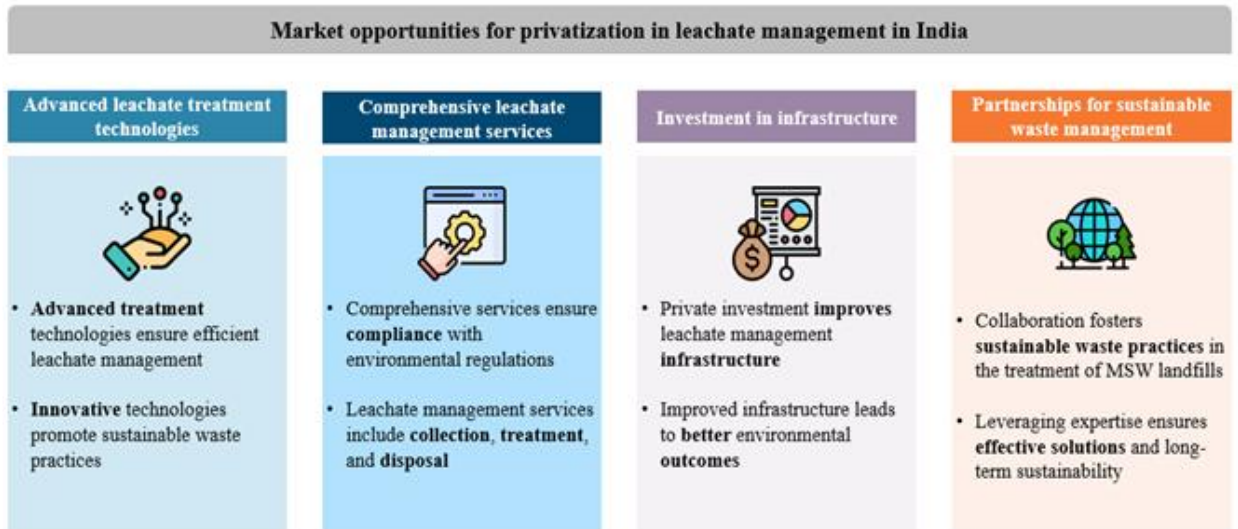 Market opportunities for privatization in leachate management in India
Advanced leachate treatment
technologies
• Advanced treatment
technologies ensure efficient
leachate management
• Innovative technologies
promote sustainable waste
practices
Comprehensive leachate
management services
• Comprehensive services ensure
compliance with
environmental regulations
• Leachate management services
include collection, treatment,
and disposal
Investment in infrastructure
$
• Private investment improves
leachate management
infrastructure
• Improved infrastructure leads
to better environmental
outcomes
Partnerships for sustainable
waste management
• Collaboration fosters
sustainable waste practices in
the treatment of MSW landfills
• Leveraging expertise ensures
effective solutions and long-
term sustainability